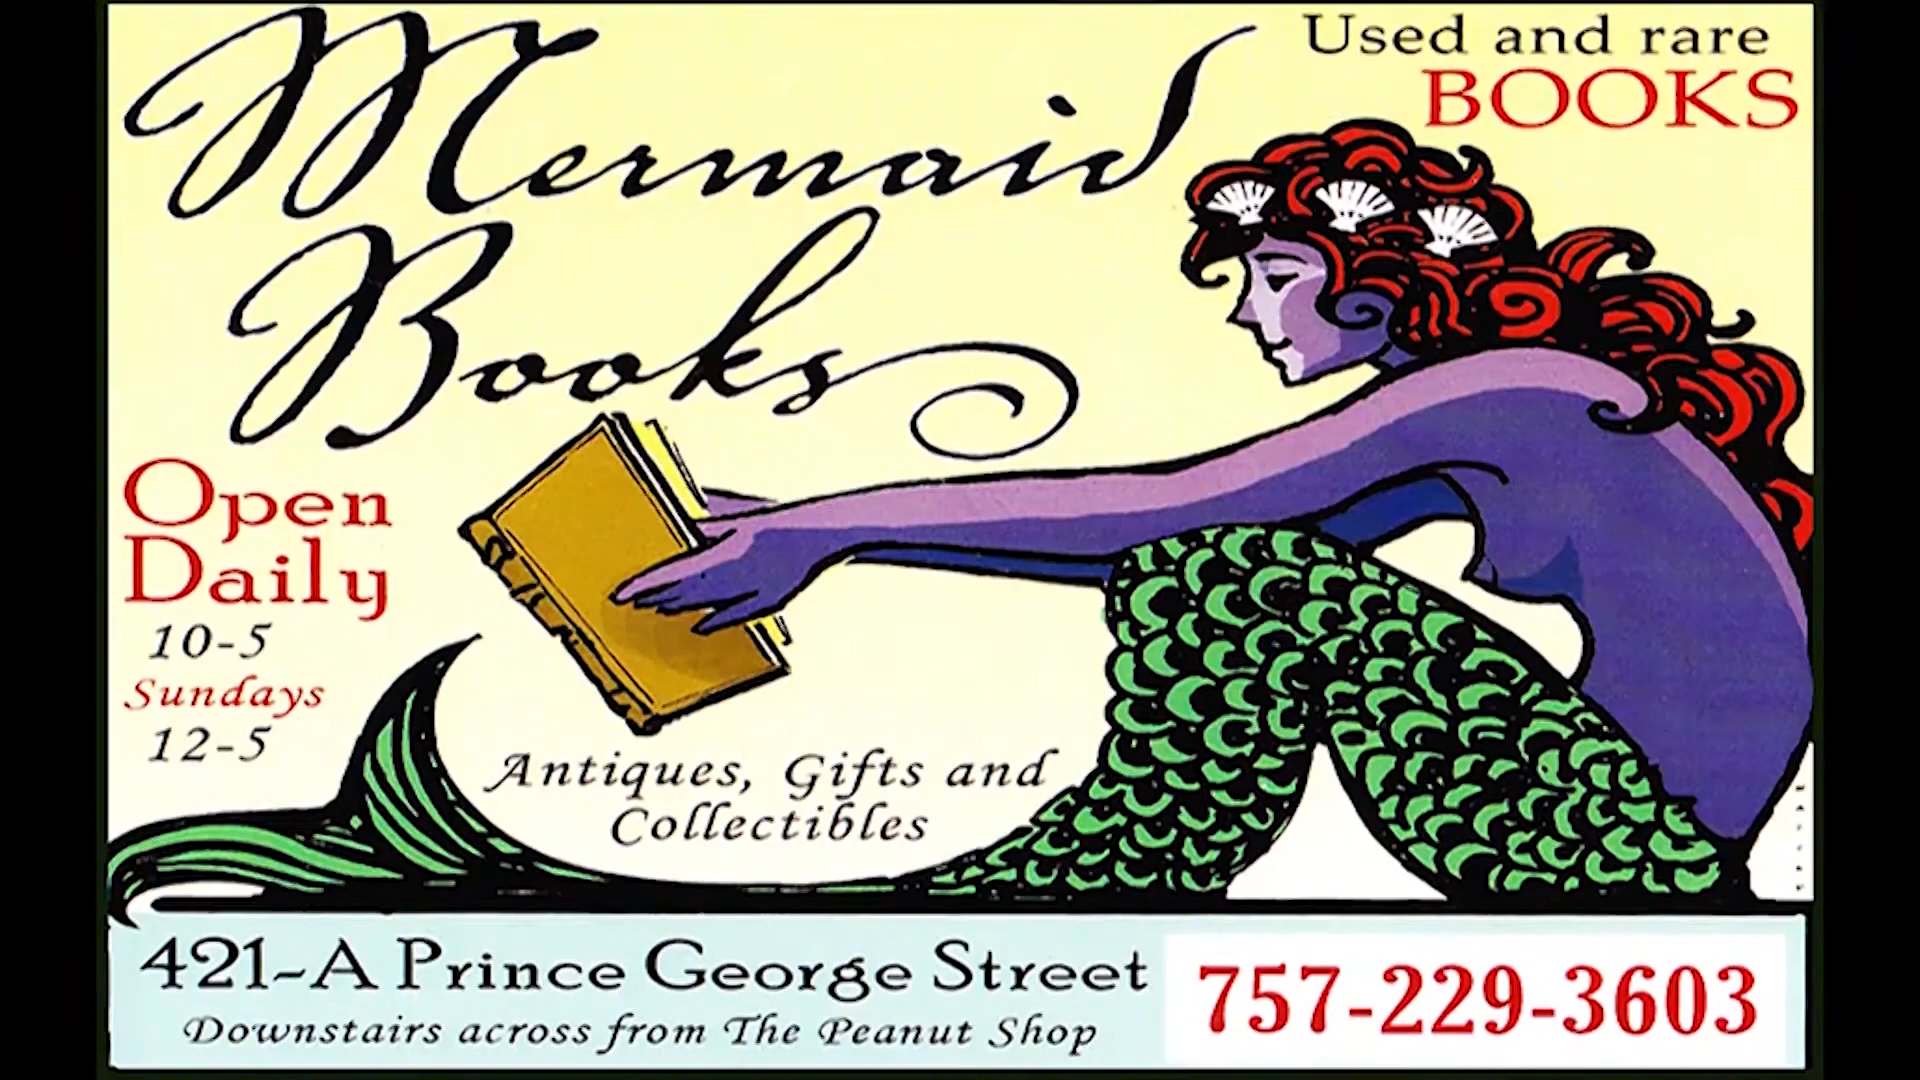 Mermaid
Books
Used and rare
BOOKS
Open
Daily
10-5
Sundays
12-5
Antiques, Gifts and
Collectibles
421-A Prince George Street
Downstairs across from The Peanut Shop
757-229-3603